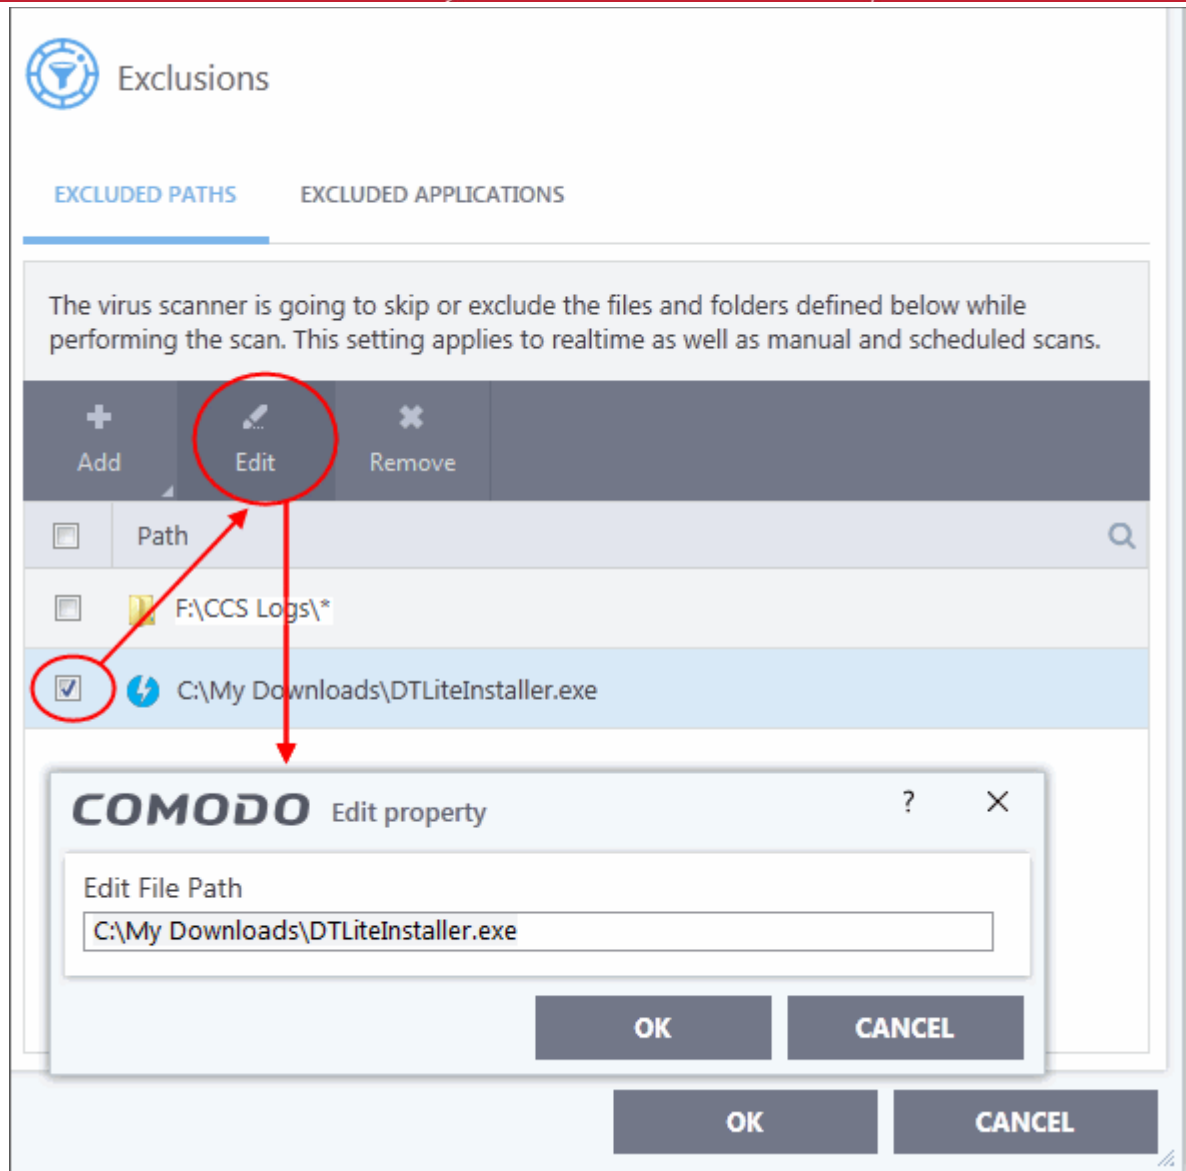 Exclusions
EXCLUDED PATHS EXCLUDED APPLICATIONS
The virus scanner is going to skip or exclude the files and folders defined below while
performing the scan. This setting applies to realtime as well as manual and scheduled scans.
Add Edit Remove
Path
F:\CCS Logs\*
C:\My Downloads\DTLiteInstaller.exe
COMODO Edit property ?
Edit File Path
C:\My Downloads\DTLiteInstaller.exe
OK CANCEL
OK CANCEL